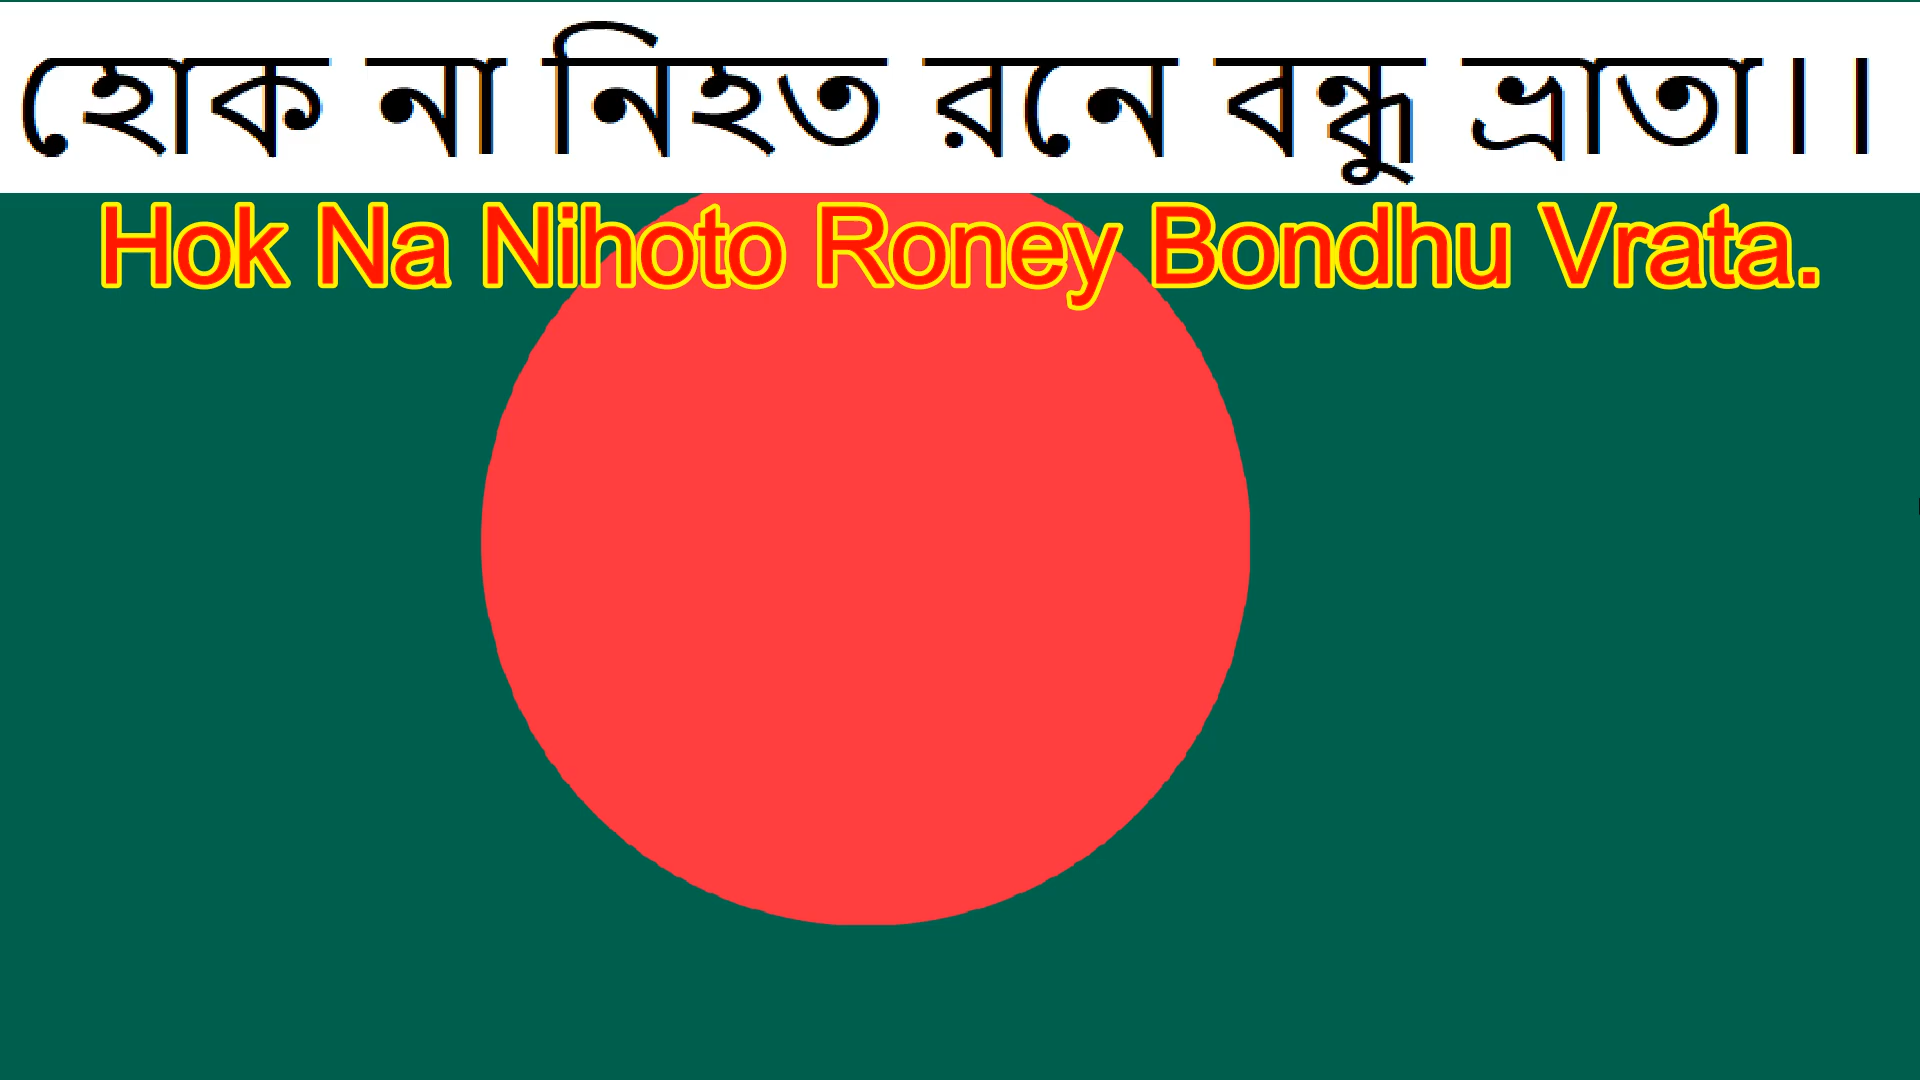 হোক না নিহত রনে বন্ধু ভ্রাতা।।
Hok Na Nihoto Roney Bondhu Vrata.